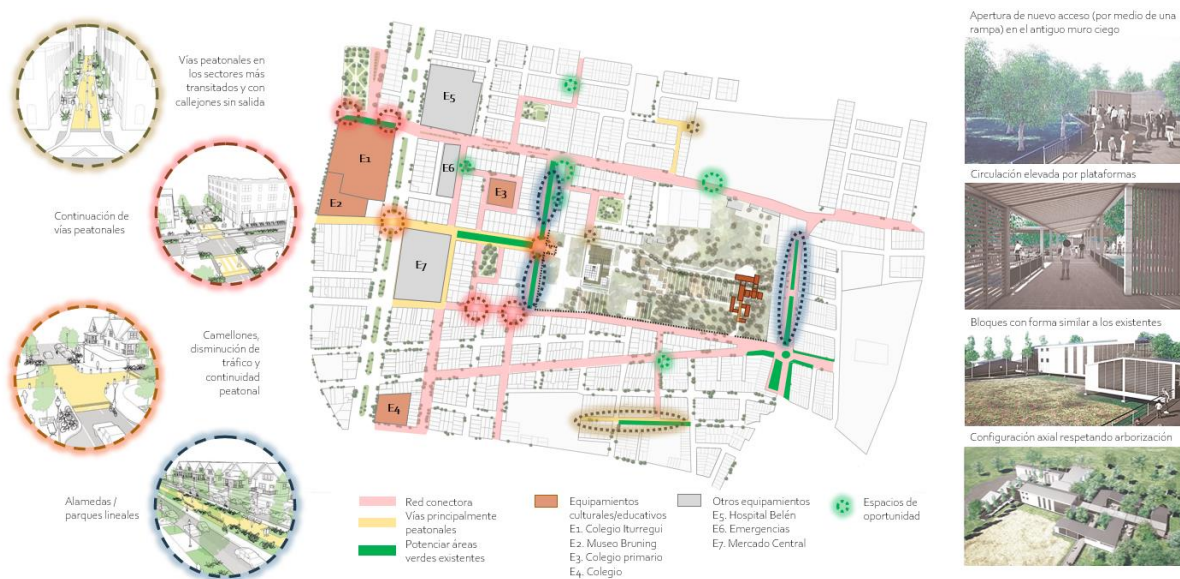 Vías peatonales en
los sectores más
transitados y con
callejones sin salida
Continuación de
vías peatonales
Camellones,
disminución de
tráfico y
continuidad
peatonal
Alamedas /
parques lineales
E5
E1
E6
E3
E2
E7
E4
Red conectora
Vías principalmente
peatonales
Potenciar áreas
verdes existentes
Equipamientos
culturales/educativos
E1. Colegio Iturregui
E2. Museo Bruning
E3. Colegio primario
E4. Colegio
Otros equipamientos
E5. Hospital Belén
E6. Emergencias
E7. Mercado Central
Espacios de
oportunidad
Apertura de nuevo acceso (por medio de una
rampa) en el antiguo muro ciego
Circulación elevada por plataformas
Bloques con forma similar a los existentes
Configuración axial respetando arborización